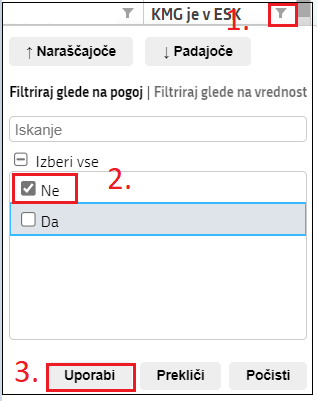 KMG je v ESK
1.
↑ Naraščajoče ↓ Padajoče
Filtriraj glede na pogoj | Filtriraj glede na vrednost
Iskanje
Izberi vse
2.
Ne
Da
3.
Uporabi Prekliči Počisti